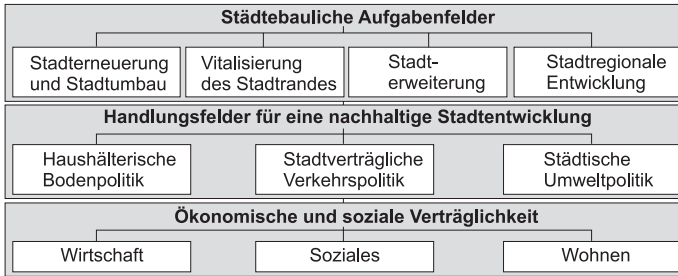 Städtebauliche Aufgabenfelder
Stadterneuerung
und Stadtumbau
Vitalisierung
des Stadtrandes
Stadt-
erweiterung
Stadtregionale
Entwicklung
Handlungsfelder für eine nachhaltige Stadtentwicklung
Haushälterische
Bodenpolitik
Stadtverträgliche
Verkehrspolitik
Städtische
Umweltpolitik
Ökonomische und soziale Verträglichkeit
Wirtschaft
Soziales
Wohnen